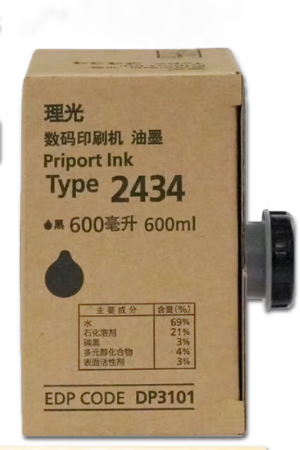 理光
数码印刷机 油墨
Priport Ink
Type 2434
黑 600毫升 600ml
主要成分 含量(%)
水 69%
石化溶剂 21%
碳黑 3%
多元醇化合物 4%
表面活性剂 3%
EDP CODE DP3101